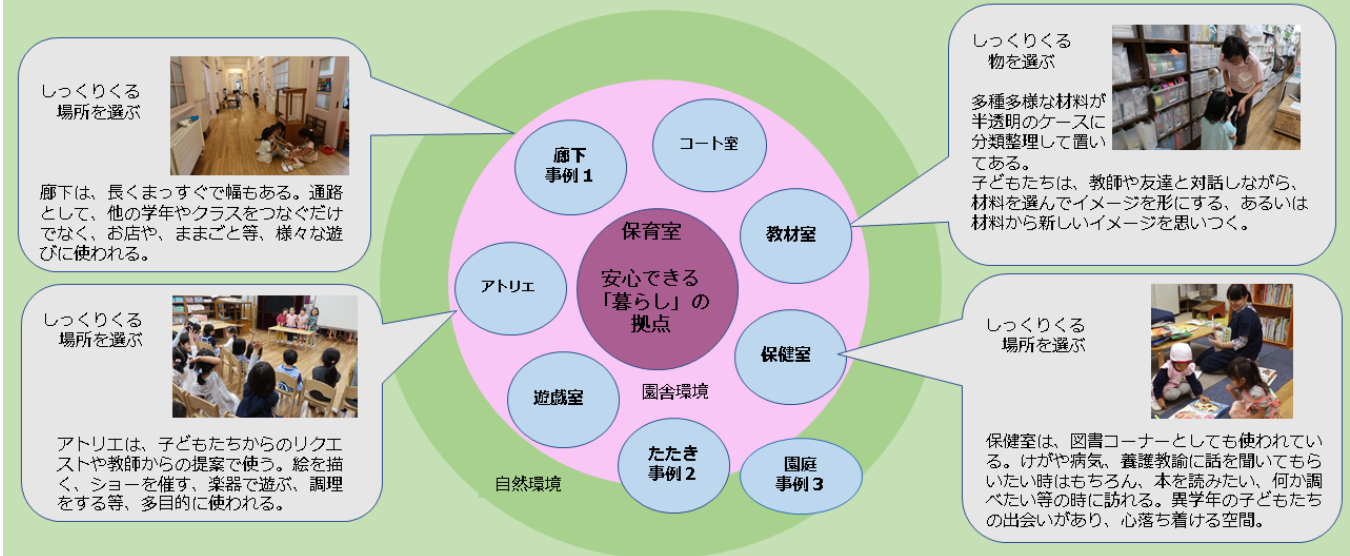 しっくりくる
場所を選ぶ
廊下は、長くまっすぐで幅もある。通路
として、他の学年やクラスをつなぐだけ
でなく、お店や、ままごと等、様々な遊
びに使われる。
しっくりくる
場所を選ぶ
アトリエは、子どもたちからのリクエ
ストや教師からの提案で使う。絵を描
く、ショーを催す、楽器で遊ぶ、調理
をする等、多目的に使われる。
廊下
事例１
コート室
教材室
アトリエ
保育室
安心できる
「暮らし」の
拠点
保健室
遊戯室
園舎環境
たたき
事例２
園庭
事例３
自然環境
しっくりくる
物を選ぶ
多種多様な材料が
半透明のケースに
分類整理して置い
てある。
子どもたちは、教師や友達と対話しながら、
材料を選んでイメージを形にする、あるいは
材料から新しいイメージを思いつく。
しっくりくる
場所を選ぶ
保健室は、図書コーナーとしても使われてい
る。けがや病気、養護教諭に話を聞いてもら
いたい時はもちろん、本を読みたい、何か調
べたい等の時に訪れる。異学年の子どもたち
の出会いがあり、心落ち着ける空間。